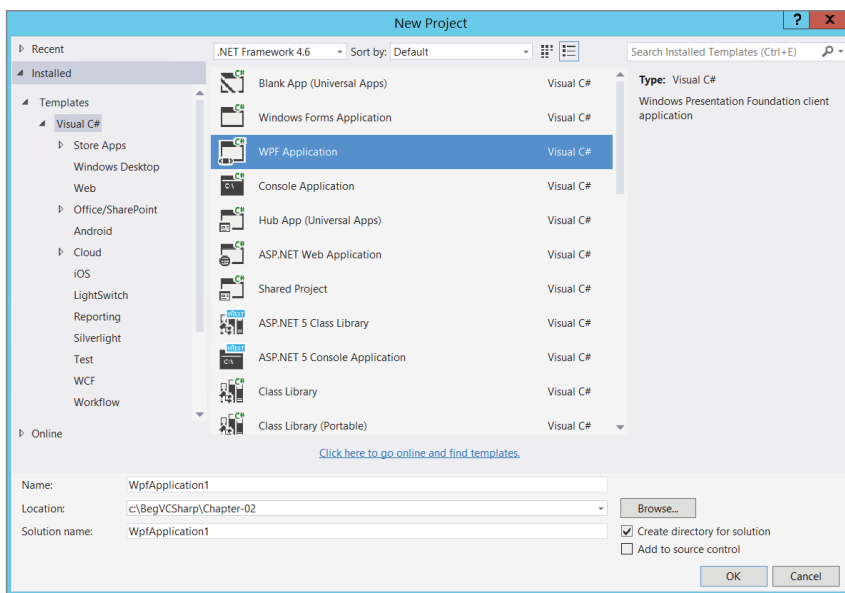 New Project
? X
Recent
.NET Framework 4.6 Sort by: Default
Search Installed Templates (Ctrl+E)
Installed
Templates
Visual C#
Store Apps
Windows Desktop
Web
Office/SharePoint
Android
Cloud
iOS
LightSwitch
Reporting
Silverlight
Test
WCF
Workflow
Online
Blank App (Universal Apps) Visual C#
Windows Forms Application Visual C#
WPF Application Visual C#
Console Application Visual C#
Hub App (Universal Apps) Visual C#
ASP.NET Web Application Visual C#
Shared Project Visual C#
ASP.NET 5 Class Library Visual C#
ASP.NET 5 Console Application Visual C#
Class Library Visual C#
Class Library (Portable) Visual C#
Click here to go online and find templates.
Type: Visual C#
Windows Presentation Foundation client
application
Name: WpfApplication1
Location: c:\BegVCSharp\Chapter-02
Browse...
Solution name: WpfApplication1
Create directory for solution
Add to source control
OK Cancel